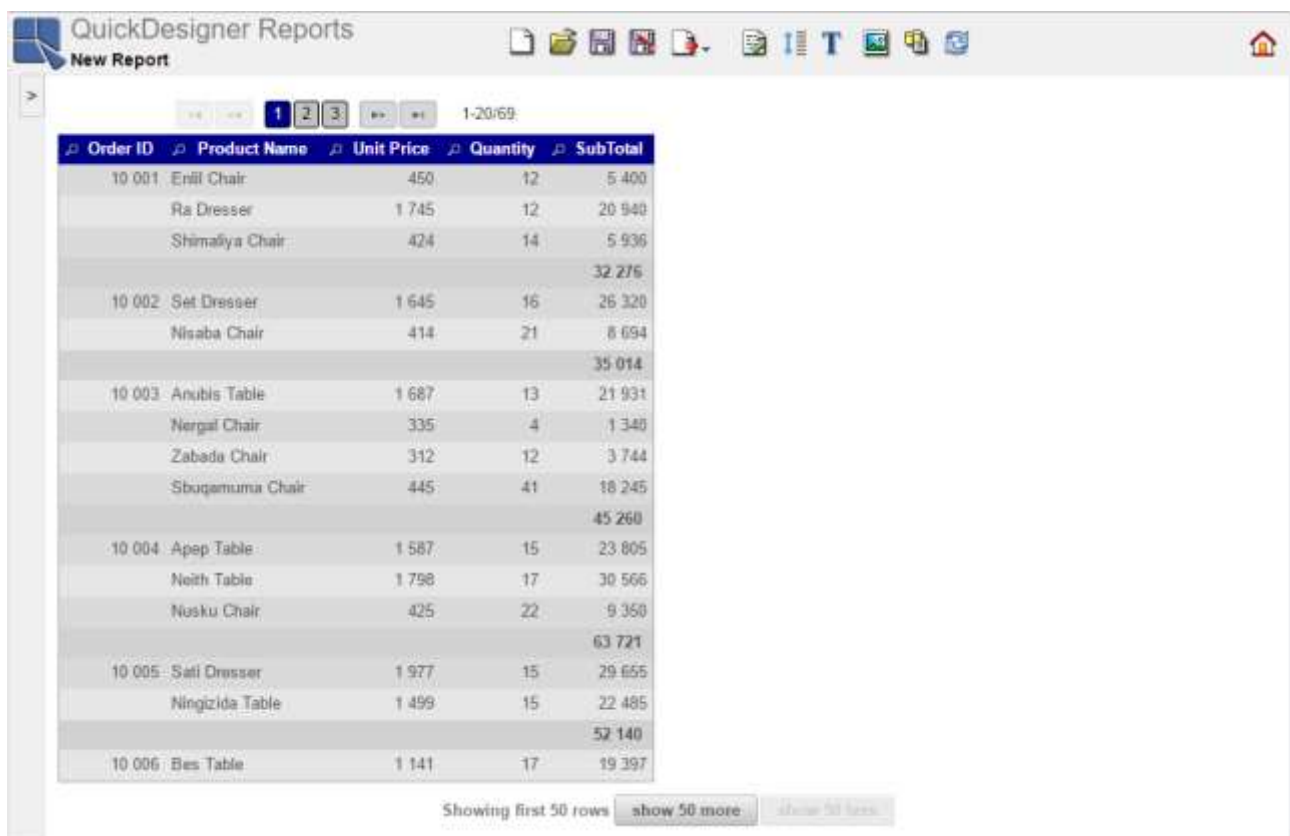 QuickDesigner Reports
New Report
>
1 2 3 1-20/69
Order ID Product Name Unit Price Quantity SubTotal
10 001 Enlil Chair 450 12 5 400
Ra Dresser 1 745 12 20 940
Shimaliya Chair 424 14 5 936
32 276
10 002 Set Dresser 1 645 16 26 320
Nisaba Chair 414 21 8 694
35 014
10 003 Anubis Table 1 687 13 21 931
Nergal Chair 335 4 1 340
Zabada Chair 312 12 3 744
Sbuqamuma Chair 445 41 18 245
45 260
10 004 Apep Table 1 587 15 23 805
Neith Table 1 798 17 30 566
Nusku Chair 425 22 9 350
63 721
10 005 Sati Dresser 1 977 15 29 655
Ningizida Table 1 499 15 22 485
52 140
10 006 Bes Table 1 141 17 19 397
Showing first 50 rows show 50 more show 50 less